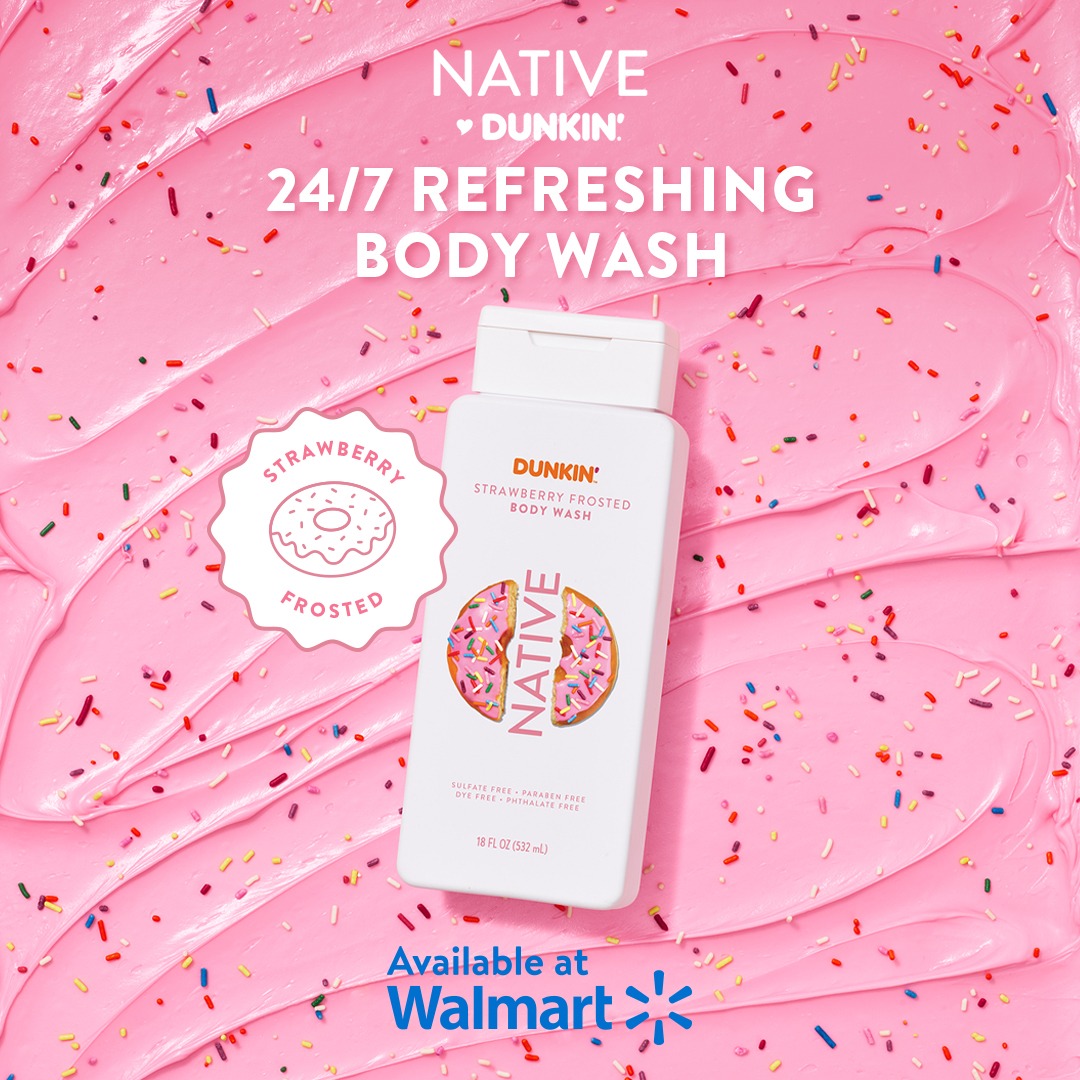 NATIVE
♥ DUNKIN'
24/7 REFRESHING
BODY WASH
STRAWBERRY
FROSTED
DUNKIN'
STRAWBERRY FROSTED
BODY WASH
NATIVE
SULFATE FREE • PARABEN FREE
DYE FREE • PHTHALATE FREE
18 FL OZ (532 mL)
Available at
Walmart